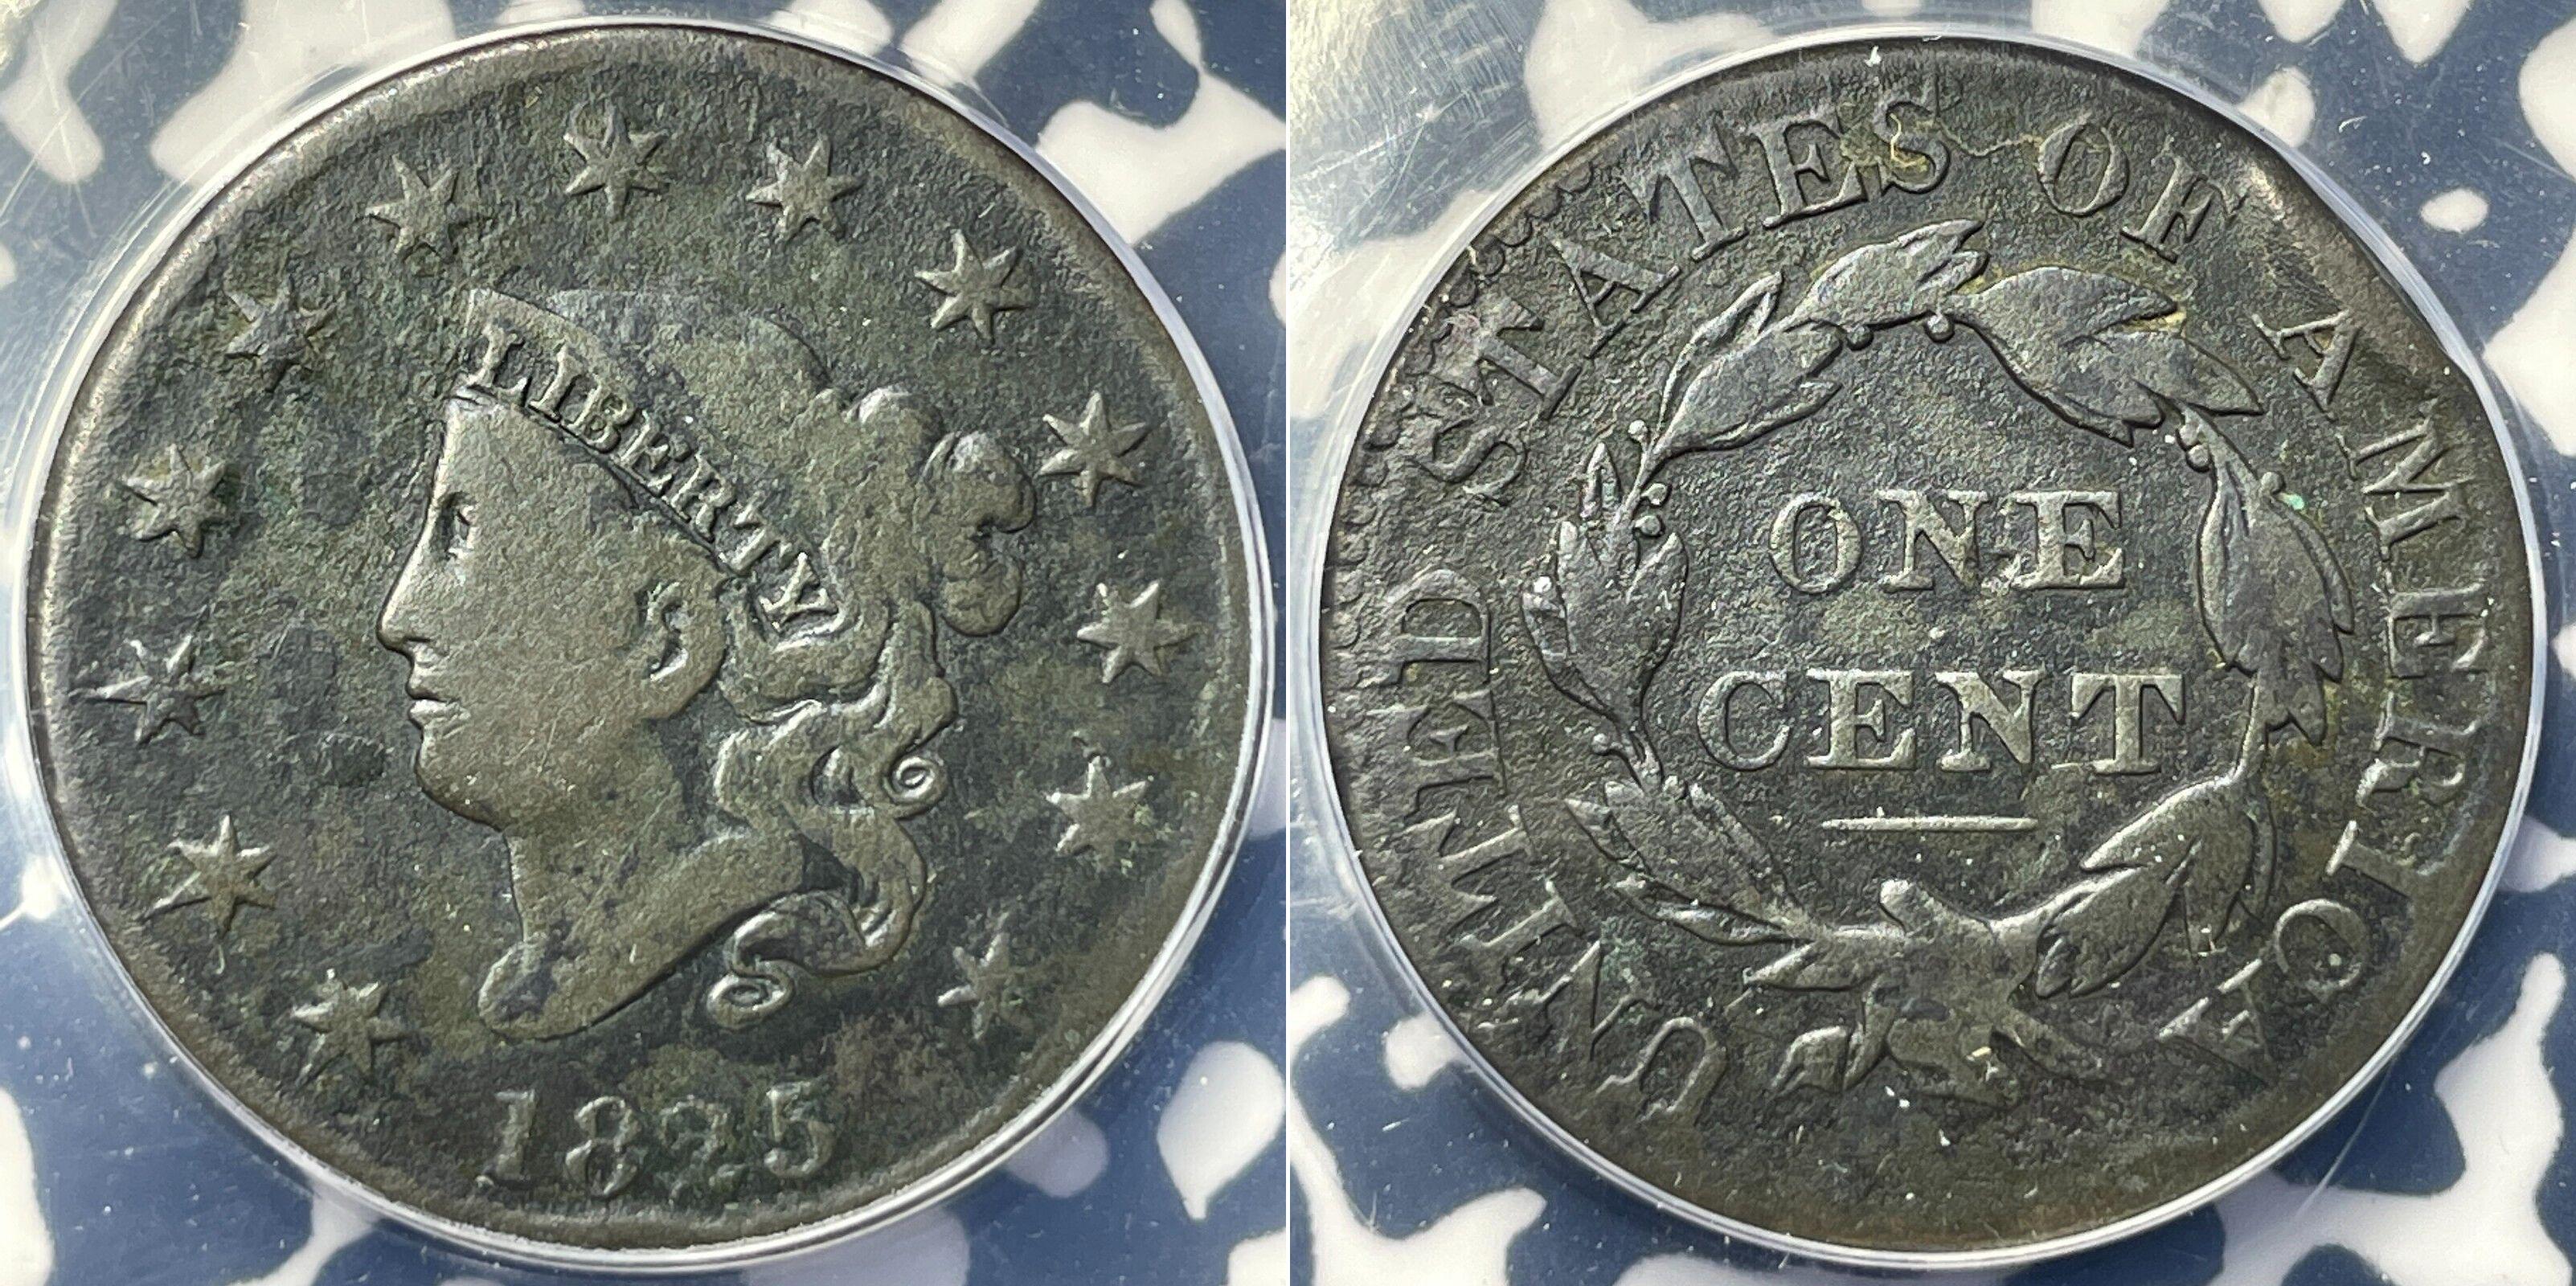 LIBERTY
1825
UNITED STATES OF AMERICA
ONE
CENT